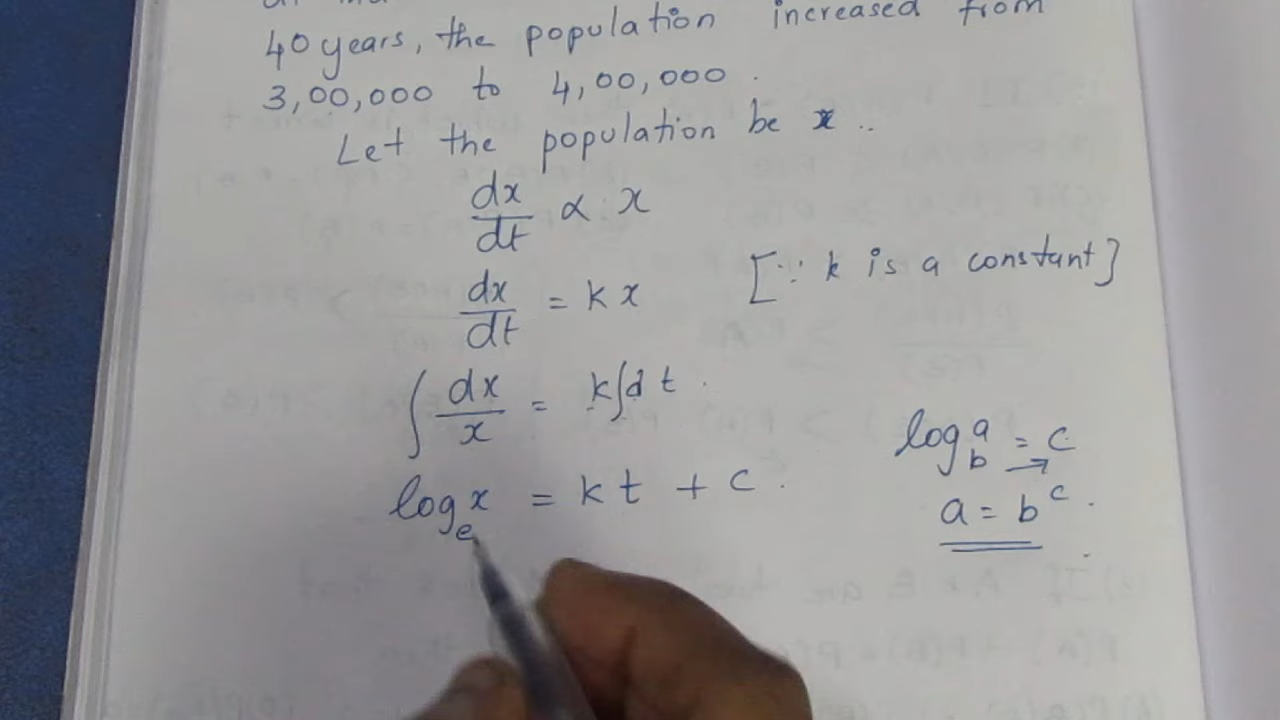 40 years, the population increased from
3,00,000 to 4,00,000.
Let the population be x..
dx/dt ∝ x
dx/dt = kx [∵ k is a constant]
∫ dx/x = k∫dt.
log_b a = c
log_e x = kt + c.
a = b^c.